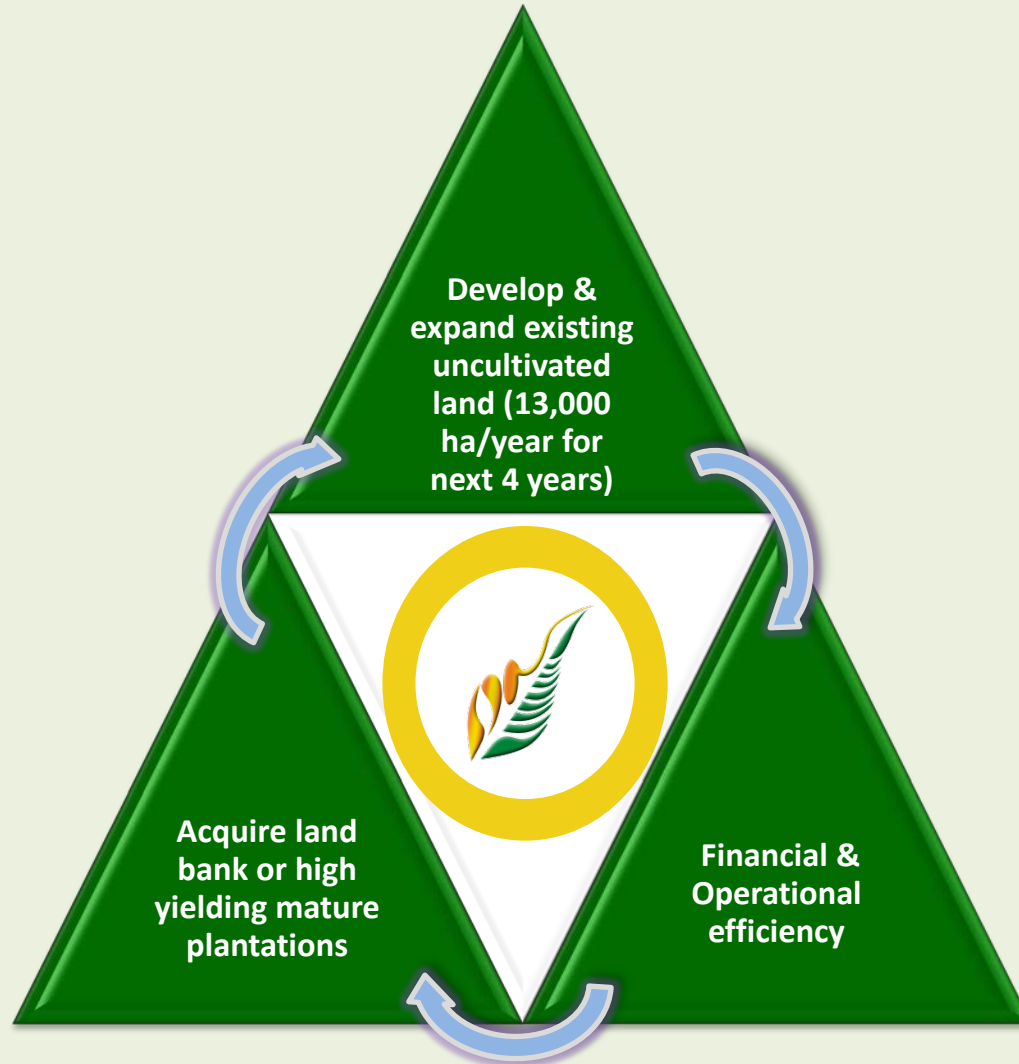 Develop &
expand existing
uncultivated
land (13,000
ha/year for
next 4 years)
Acquire land
bank or high
yielding mature
plantations
Financial &
Operational
efficiency